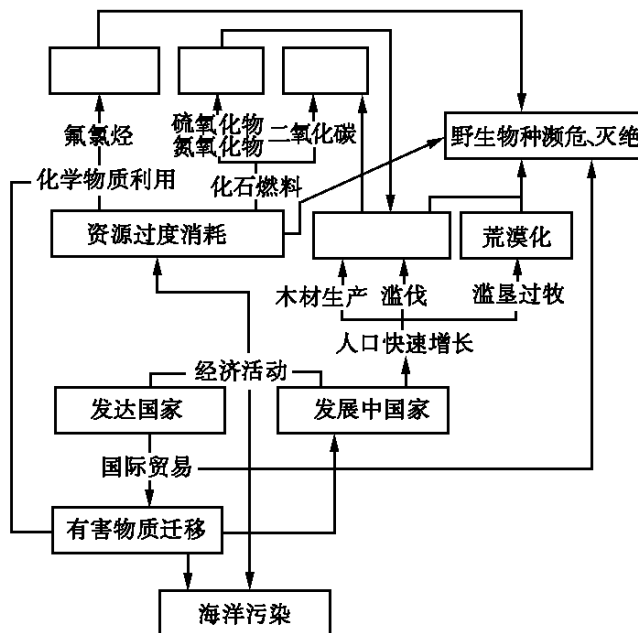 氟氯烃
硫氧化物
氮氧化物
二氧化碳
野生物种濒危、灭绝
化学物质利用
化石燃料
资源过度消耗
荒漠化
木材生产
滥伐
滥垦过牧
人口快速增长
经济活动
发达国家
发展中国家
国际贸易
有害物质迁移
海洋污染